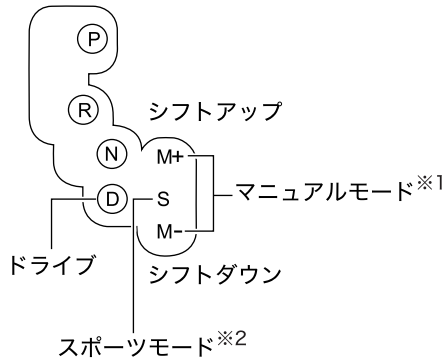 P
R
シフトアップ
N
M+
マニュアルモード※1
D
S
M-
ドライブ
シフトダウン
スポーツモード※2